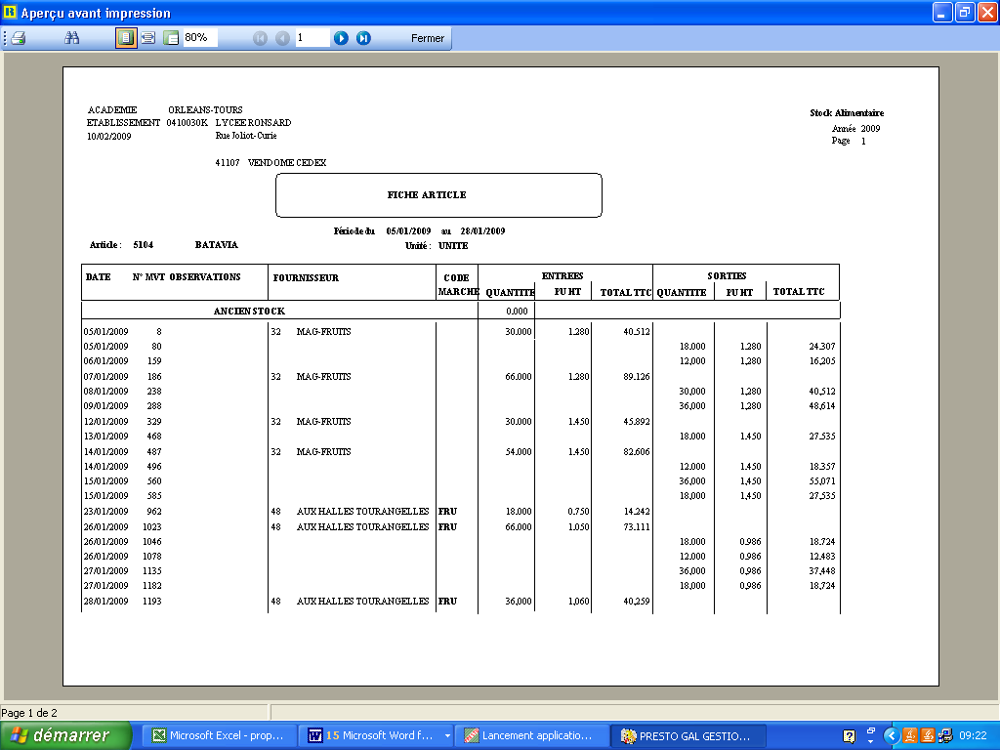 Aperçu avant impression
80% 1 Fermer
ACADEMIE ORLEANS-TOURS
ETABLISSEMENT 0410030K LYCEE RONSARD
10/02/2009 Rue Joliot-Curie
41107 VENDOME CEDEX
Stock Alimentaire
Année 2009
Page 1
FICHE ARTICLE
Période du 05/01/2009 au 28/01/2009
Article : 5104 BATAVIA Unité : UNITE
DATE N° MVT OBSERVATIONS FOURNISSEUR CODE MARCHE ENTREES SORTIES
QUANTITE PU HT TOTAL TTC QUANTITE PU HT TOTAL TTC
ANCIEN STOCK 0.000
05/01/2009 8 32 MAG-FRUITS 30.000 1.280 40.512
05/01/2009 80 18.000 1.280 24.307
06/01/2009 159 12.000 1.280 16.205
07/01/2009 186 32 MAG-FRUITS 66.000 1.280 89.126
08/01/2009 238 30.000 1.280 40.512
09/01/2009 288 36.000 1.280 48.614
12/01/2009 329 32 MAG-FRUITS 30.000 1.450 45.892
13/01/2009 468 18.000 1.450 27.535
14/01/2009 487 32 MAG-FRUITS 54.000 1.450 82.606
14/01/2009 496 12.000 1.450 18.357
15/01/2009 560 36.000 1.450 55.071
15/01/2009 585 18.000 1.450 27.535
23/01/2009 962 48 AUX HALLES TOURANGELLES FRU 18.000 0.750 14.242
26/01/2009 1023 48 AUX HALLES TOURANGELLES FRU 66.000 1.050 73.111
26/01/2009 1046 18.000 0.986 18.724
26/01/2009 1078 12.000 0.986 12.483
27/01/2009 1135 36.000 0.986 37.448
27/01/2009 1182 18.000 0.986 18.724
28/01/2009 1193 48 AUX HALLES TOURANGELLES FRU 36.000 1.060 40.259
Page 1 de 2
démarrer Microsoft Excel - prop... 15 Microsoft Word f... Lancement applicatio... PRESTO GAL GESTIO... 09:22